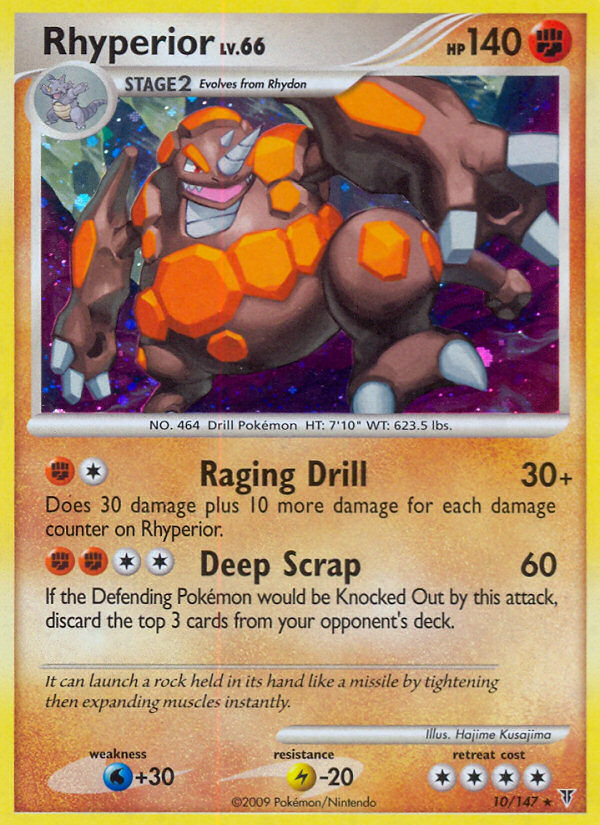 Rhyperior LV.66 HP 140
STAGE2 Evolves from Rhydon
NO. 464 Drill Pokémon HT: 7'10" WT: 623.5 lbs.
Raging Drill 30+
Does 30 damage plus 10 more damage for each damage
counter on Rhyperior.
Deep Scrap 60
If the Defending Pokémon would be Knocked Out by this attack,
discard the top 3 cards from your opponent's deck.
It can launch a rock held in its hand like a missile by tightening
then expanding muscles instantly.
Illus. Hajime Kusajima
weakness resistance retreat cost
+30 -20
©2009 Pokémon/Nintendo 10/147 ★